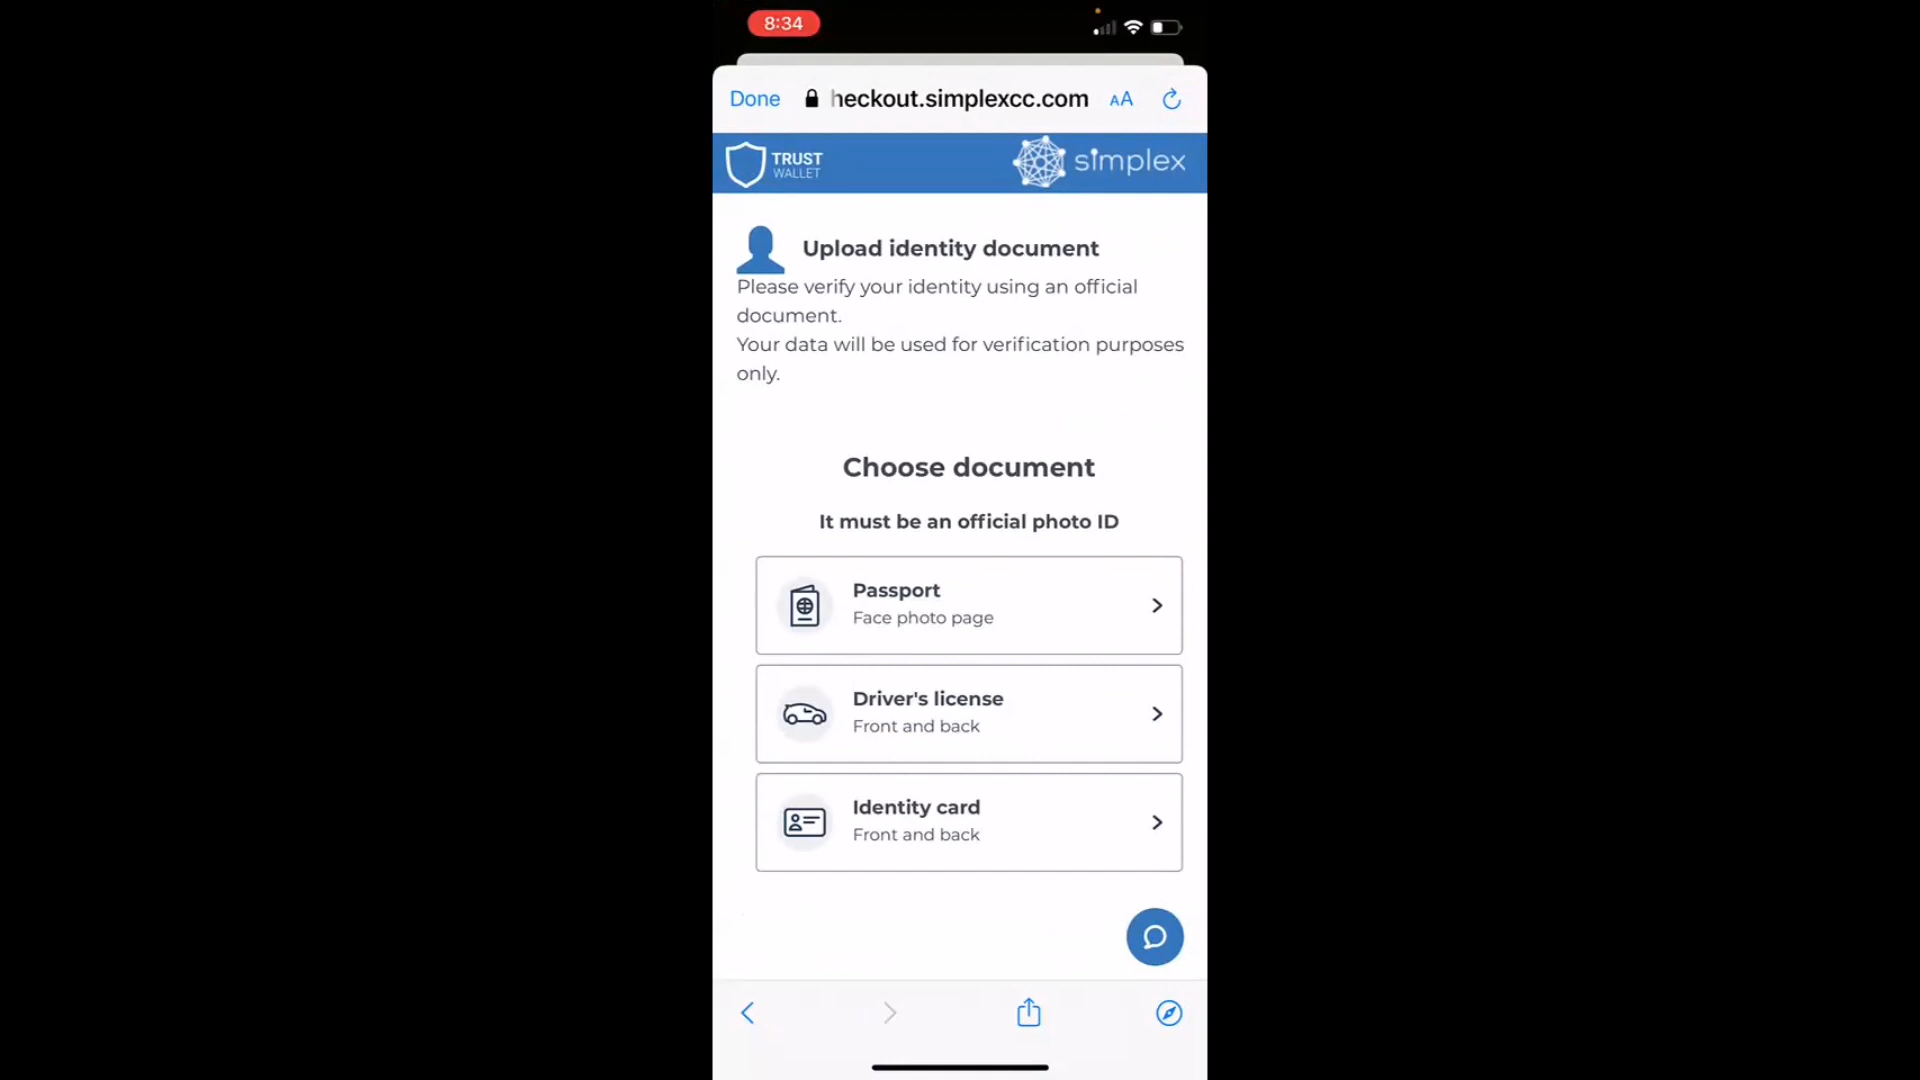 8:34
Done heckout.simplexcc.com AA
TRUST
WALLET
simplex
Upload identity document
Please verify your identity using an official
document.
Your data will be used for verification purposes
only.
Choose document
It must be an official photo ID
Passport
Face photo page
Driver's license
Front and back
Identity card
Front and back